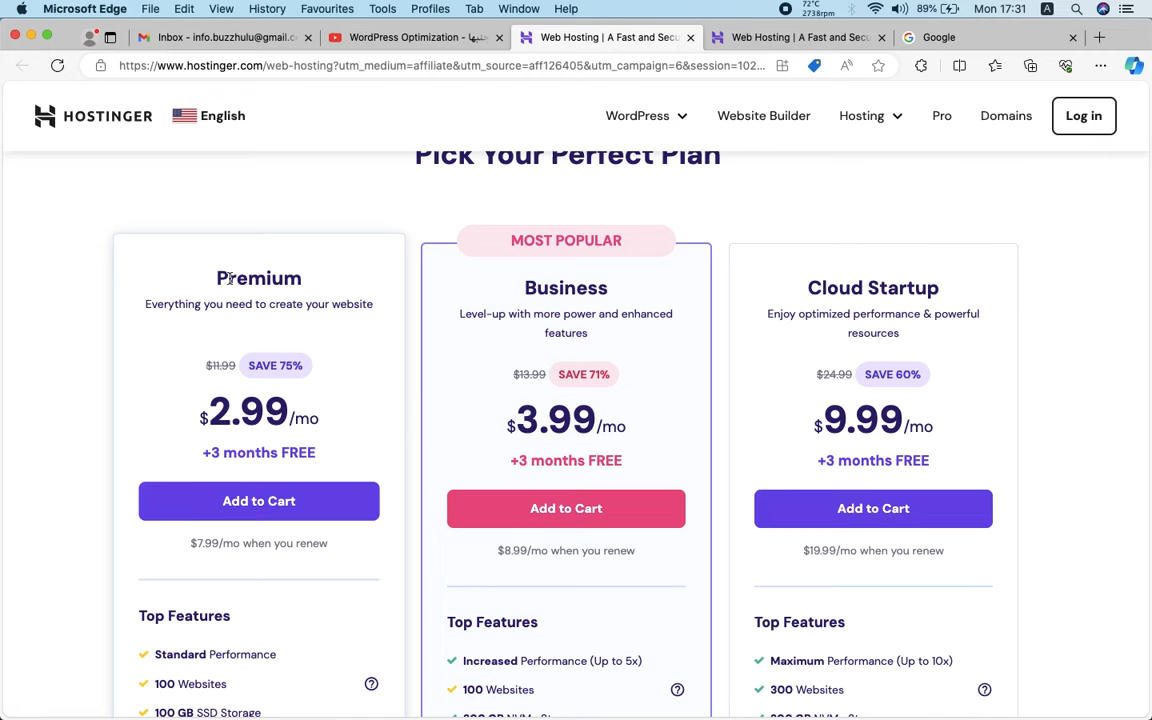 Microsoft Edge File Edit View History Favourites Tools Profiles Tab Window Help
72°C
2738rpm
89% Mon 17:31 A
Inbox - info.buzzhulu@gmail.c
WordPress Optimization -
Web Hosting | A Fast and Secu
Web Hosting | A Fast and Secu
Google
https://www.hostinger.com/web-hosting?utm_medium=affiliate&utm_source=aff126405&utm_campaign=6&session=102...
HOSTINGER English WordPress Website Builder Hosting Pro Domains Log in
Pick Your Perfect Plan
Premium
Everything you need to create your website
$11.99 SAVE 75%
$2.99/mo
+3 months FREE
Add to Cart
$7.99/mo when you renew
Top Features
Standard Performance
100 Websites
100 GB SSD Storage
MOST POPULAR
Business
Level-up with more power and enhanced
features
$13.99 SAVE 71%
$3.99/mo
+3 months FREE
Add to Cart
$8.99/mo when you renew
Top Features
Increased Performance (Up to 5x)
100 Websites
Cloud Startup
Enjoy optimized performance & powerful
resources
$24.99 SAVE 60%
$9.99/mo
+3 months FREE
Add to Cart
$19.99/mo when you renew
Top Features
Maximum Performance (Up to 10x)
300 Websites